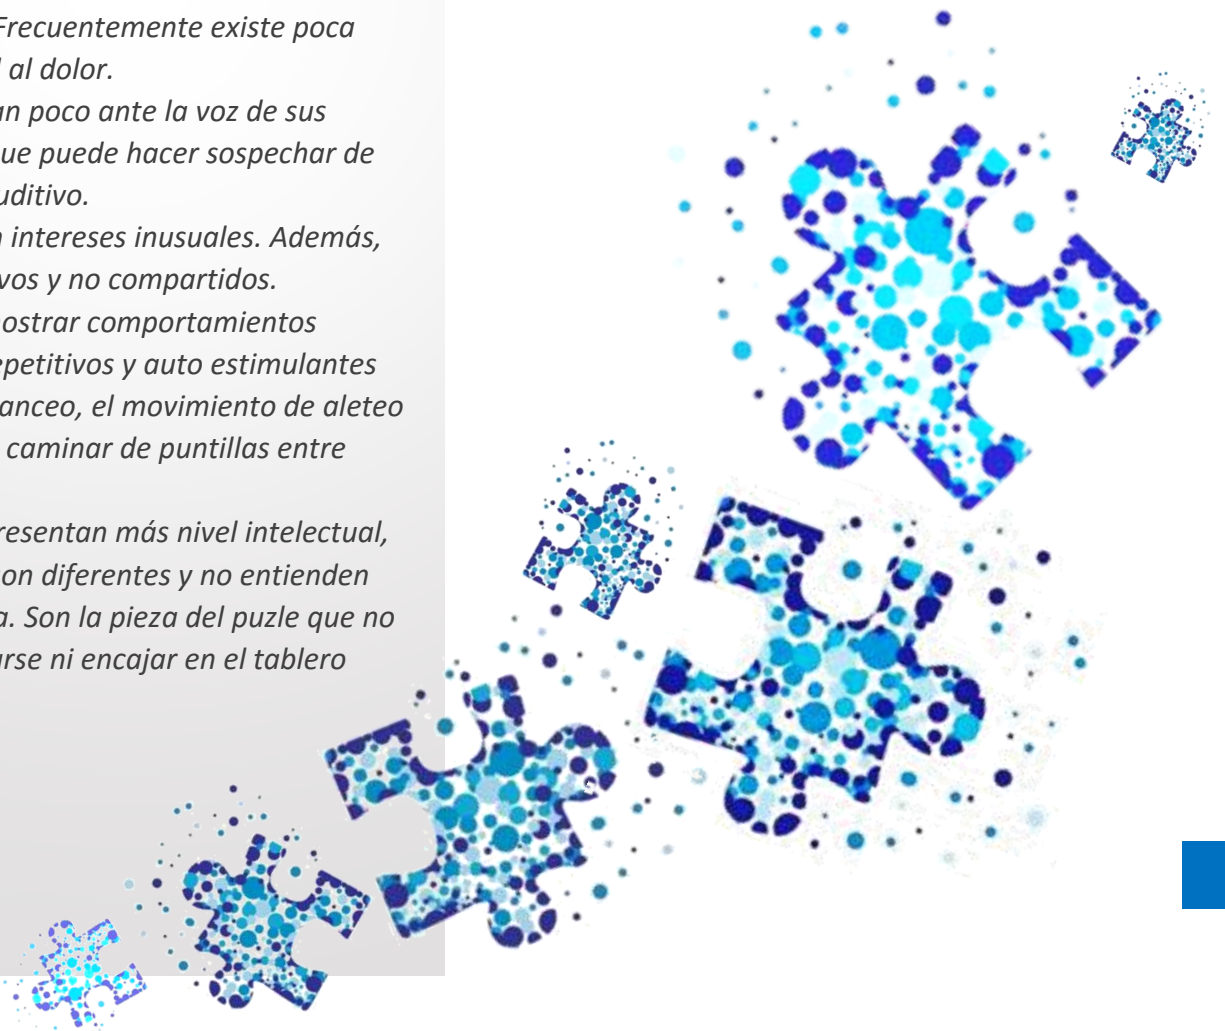 Frecuentemente existe poca
al dolor.
an poco ante la voz de sus
que puede hacer sospechar de
uditivo.
n intereses inusuales. Además,
vos y no compartidos.
ostrar comportamientos
epetitivos y auto estimulantes
anceo, el movimiento de aleteo
caminar de puntillas entre
resentan más nivel intelectual,
on diferentes y no entienden
a. Son la pieza del puzle que no
arse ni encajar en el tablero